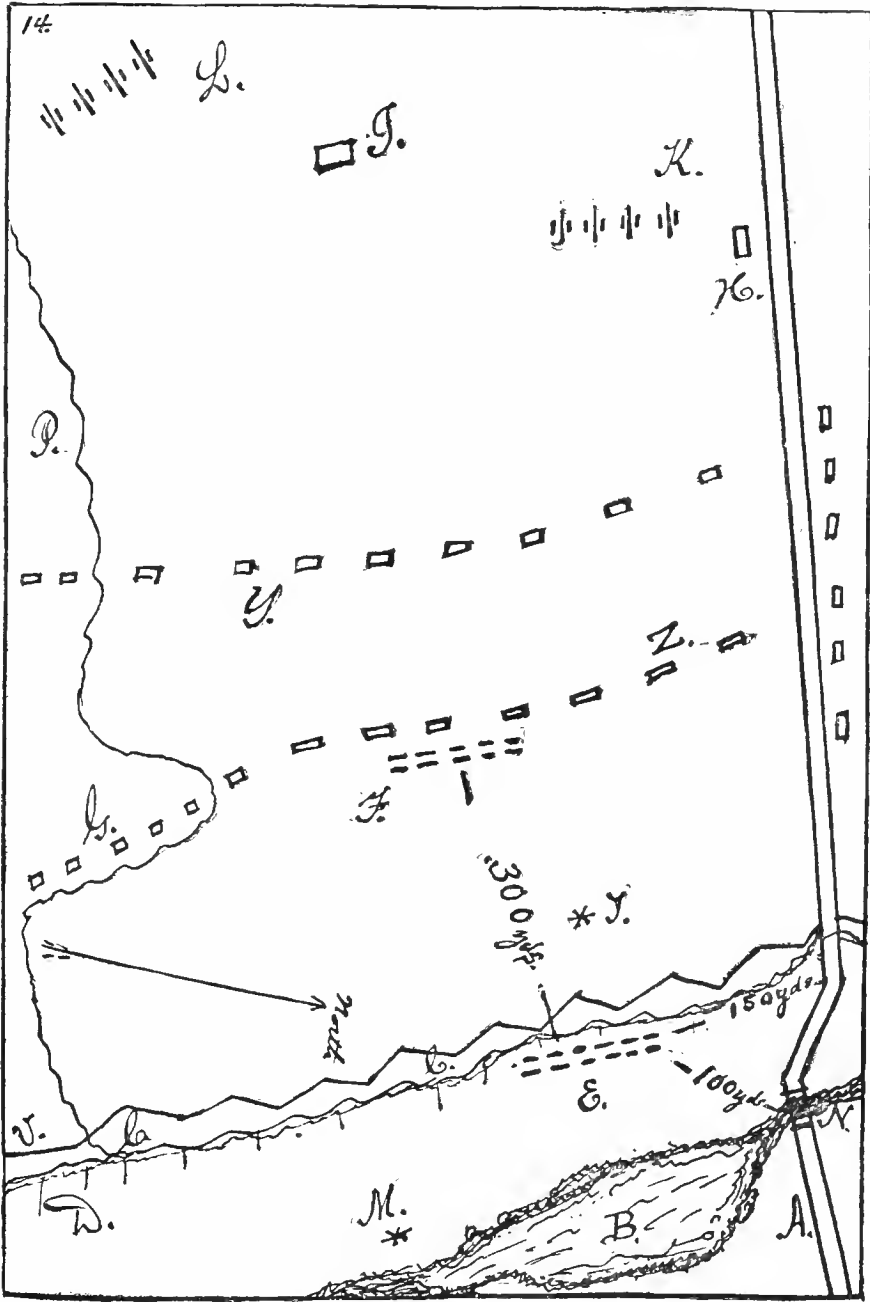 14.
L.
J.
K.
H.
P.
Y.
Z.
G.
F.
300 yds.
North
150 yds.
C.
E.
100 yds.
V.
N.
D.
M.
B.
A.